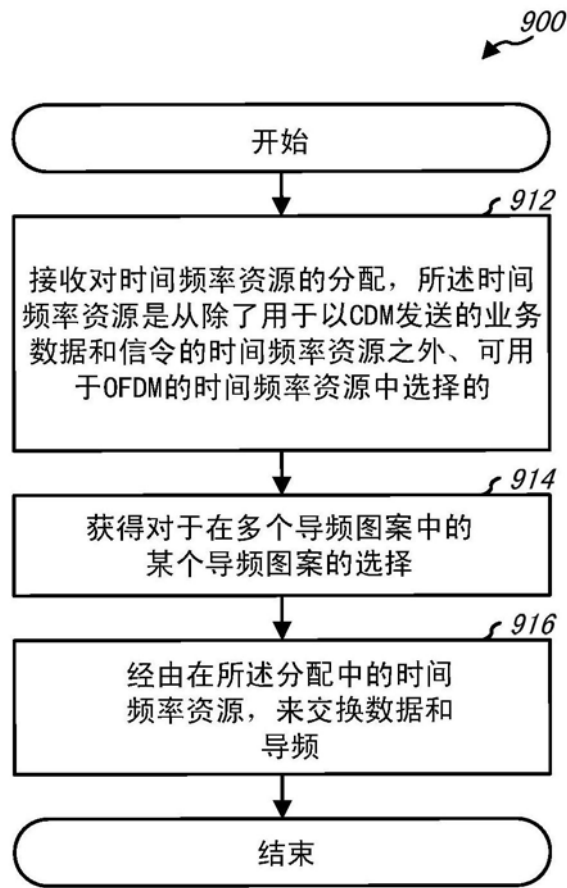 900
开始
912
接收对时间频率资源的分配，所述时间
频率资源是从除了用于以CDM发送的业务
数据和信令的时间频率资源之外、可用
于OFDM的时间频率资源中选择的
914
获得对于在多个导频图案中的
某个导频图案的选择
916
经由在所述分配中的时间
频率资源，来交换数据和
导频
结束